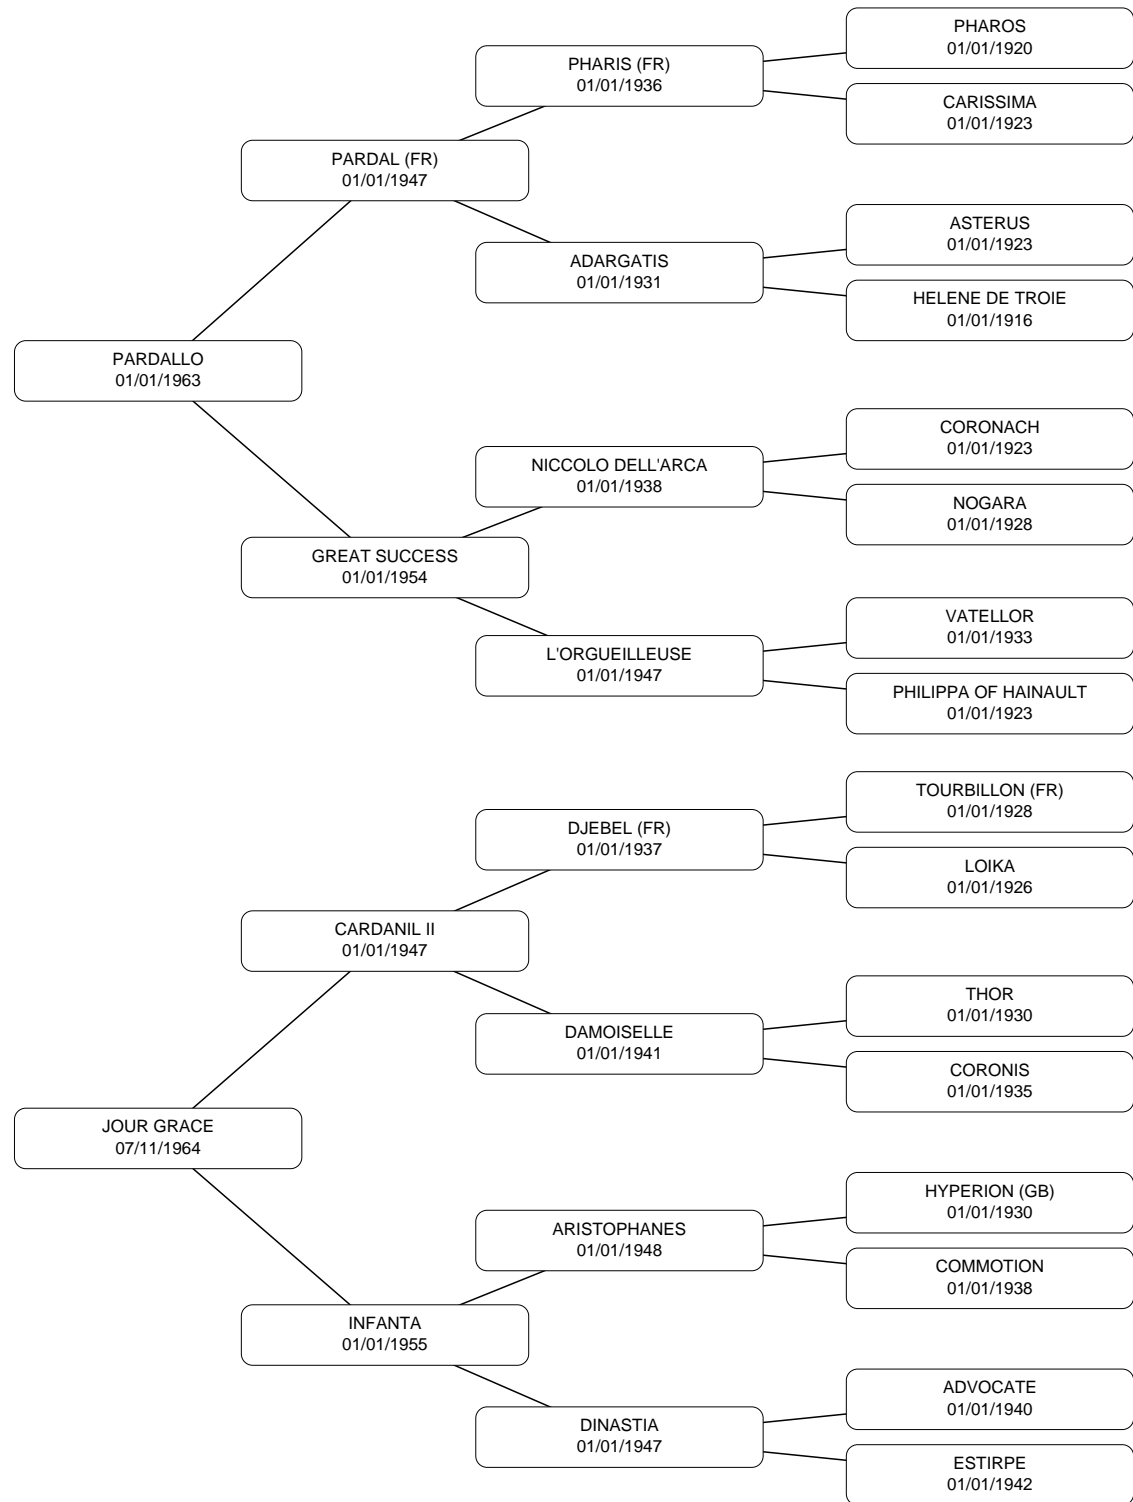 PHAROS
01/01/1920
PHARIS (FR)
01/01/1936
CARISSIMA
01/01/1923
PARDAL (FR)
01/01/1947
ASTERUS
01/01/1923
ADARGATIS
01/01/1931
HELENE DE TROIE
01/01/1916
PARDALLO
01/01/1963
CORONACH
01/01/1923
NICCOLO DELL'ARCA
01/01/1938
NOGARA
01/01/1928
GREAT SUCCESS
01/01/1954
VATELLOR
01/01/1933
L'ORGUEILLEUSE
01/01/1947
PHILIPPA OF HAINAULT
01/01/1923
TOURBILLON (FR)
01/01/1928
DJEBEL (FR)
01/01/1937
LOIKA
01/01/1926
CARDANIL II
01/01/1947
THOR
01/01/1930
DAMOISELLE
01/01/1941
CORONIS
01/01/1935
JOUR GRACE
07/11/1964
HYPERION (GB)
01/01/1930
ARISTOPHANES
01/01/1948
COMMOTION
01/01/1938
INFANTA
01/01/1955
ADVOCATE
01/01/1940
DINASTIA
01/01/1947
ESTIRPE
01/01/1942